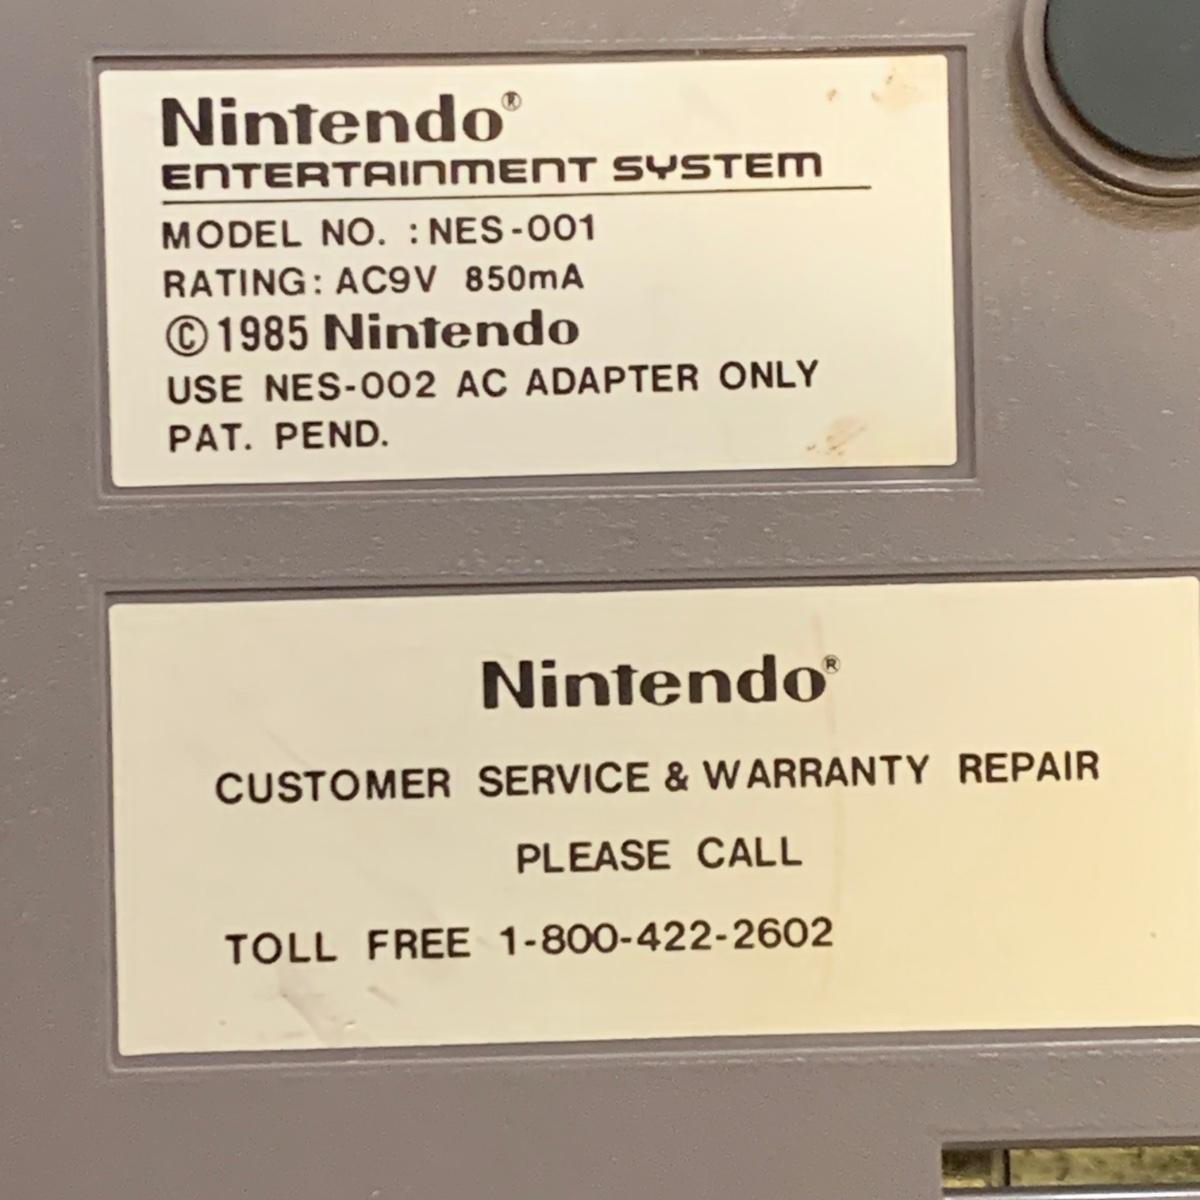 Nintendo®
ENTERTAINMENT SYSTEM
MODEL NO. : NES-001
RATING: AC9V 850mA
©1985 Nintendo
USE NES-002 AC ADAPTER ONLY
PAT. PEND.
Nintendo®
CUSTOMER SERVICE & WARRANTY REPAIR
PLEASE CALL
TOLL FREE 1-800-422-2602